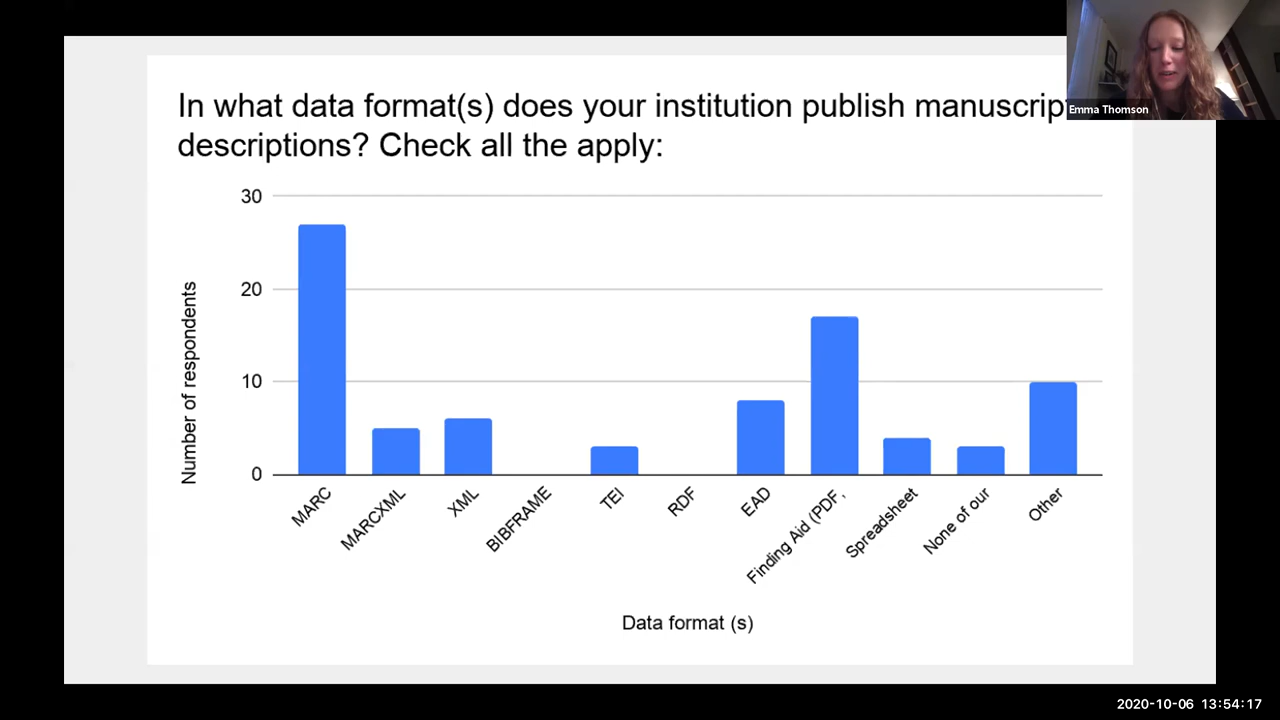 In what data format(s) does your institution publish manuscrip
descriptions? Check all the apply:
Emma Thomson
30
20
10
0
Number of respondents
MARC
MARCXML
XML
BIBFRAME
TEI
RDF
EAD
Finding Aid (PDF,
Spreadsheet
None of our
Other
Data format (s)
2020-10-06 13:54:17